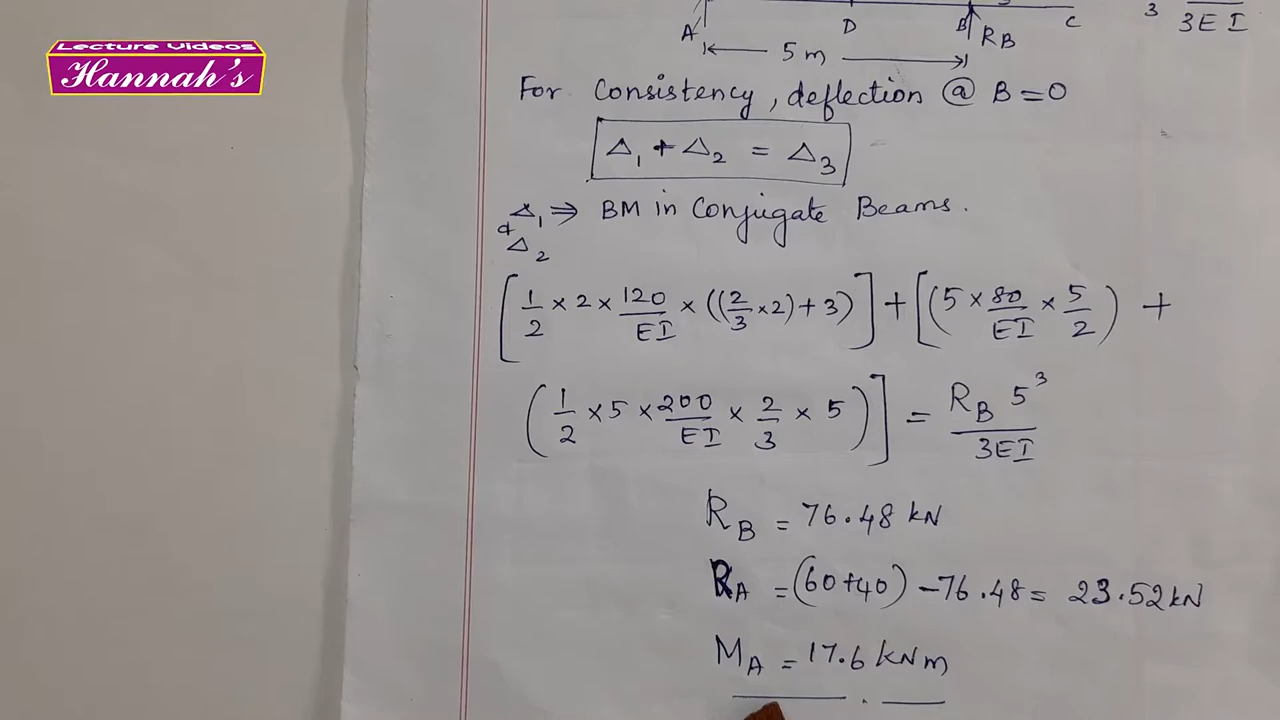 Lecture Videos
Hannah's
A D B R_B C 3 3EI
5 m
For Consistency, deflection @ B = 0
Δ₁ + Δ₂ = Δ₃
Δ₁ & Δ₂ ⇒ BM in Conjugate Beams.
[1/2 × 2 × 120/EI × ((2/3 × 2) + 3)] + [(5 × 80/EI × 5/2) +
(1/2 × 5 × 200/EI × 2/3 × 5)] = R_B 5³/3EI
R_B = 76.48 kN
R_A = (60+40) - 76.48 = 23.52 kN
M_A = 17.6 kNm